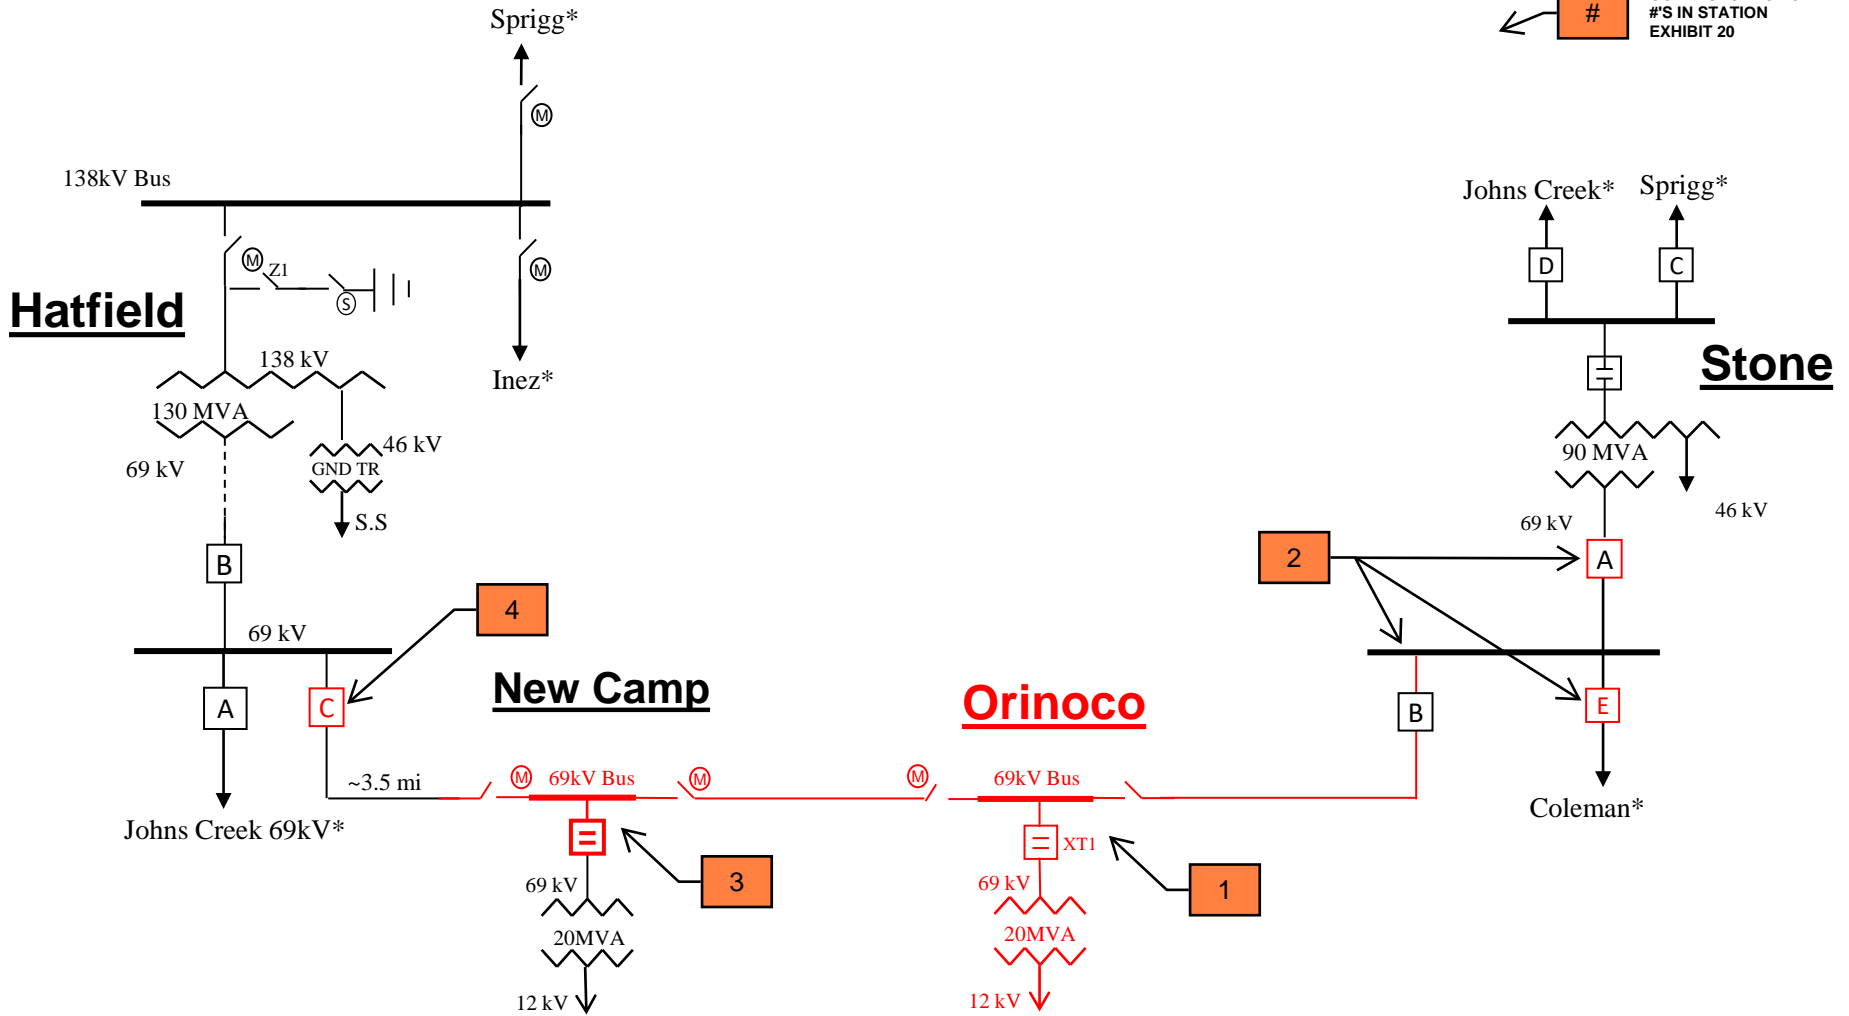 Sprigg*
#
#'S IN STATION
EXHIBIT 20
M
138kV Bus
Johns Creek*
Sprigg*
M
Z1
S
M
D
C
Hatfield
138 kV
Inez*
Stone
130 MVA
46 kV
69 kV
GND TR
90 MVA
S.S
46 kV
69 kV
B
2
A
4
69 kV
A
C
New Camp
Orinoco
B
E
~3.5 mi
M
69kV Bus
M
M
69kV Bus
Johns Creek 69kV*
Coleman*
XT1
3
1
69 kV
69 kV
20MVA
20MVA
12 kV
12 kV